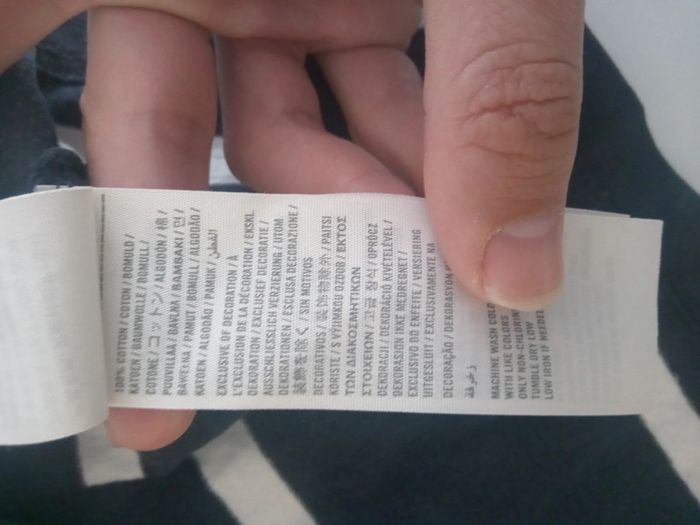 100% COTTON / COTON / BOMULD /
KATOEN / BAUMWOLLE / BOMULL /
COTONE / コットン / ALGODÓN / 棉 /
PUUVILLAA / BAVLNA / BAMBAKI / 면 /
BAWEŁNA / PAMUT / BOMULL / ALGODÃO /
KATOEN / ALGODÃO / PAMUK / القطن
EXCLUSIVE OF DECORATION / À
L'EXCLUSION DE LA DÉCORATION / EKSKL
DEKORATION / EXCLUSIEF DECORATIE /
AUSSCHLIESSLICH VERZIERUNG / UTOM
DEKORATIONEN / ESCLUSA DECORAZIONE /
装飾を除く / SIN MOTIVOS
DECORATIVOS / 装饰物除外 / PAITSI
KORISTE / S VÝJIMKOU OZDOB / ΕΚΤΟΣ
ΤΩΝ ΔΙΑΚΟΣΜΗΤΙΚΩΝ
ΣΤΟΙΧΕΙΩΝ / 장식 / OPRÓCZ
DEKORACJI / DEKORÁCIÓ KIVÉTELÉVEL /
DEKORASJON IKKE MEDREGNET /
EXCLUSIVO DO ENFEITE / VERSIERING
UITGESLUIT / EXCLUSIVAMENTE NA
DECORAÇÃO / DEKORASYON
زخرفة
MACHINE WASH COLD
WITH LIKE COLORS
ONLY NON-CHLORIN
TUMBLE DRY LOW
LOW IRON IF NEEDED